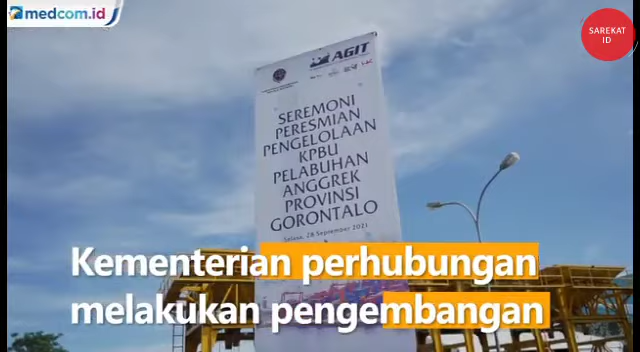 medcom.id
SAREKAT
ID
AGIT
SEREMONI
PERESMIAN
PENGELOLAAN
KPBU
PELABUHAN
ANGGREK
PROVINSI
GORONTALO
Selasa, 28 September 2021
Kementerian perhubungan
melakukan pengembangan